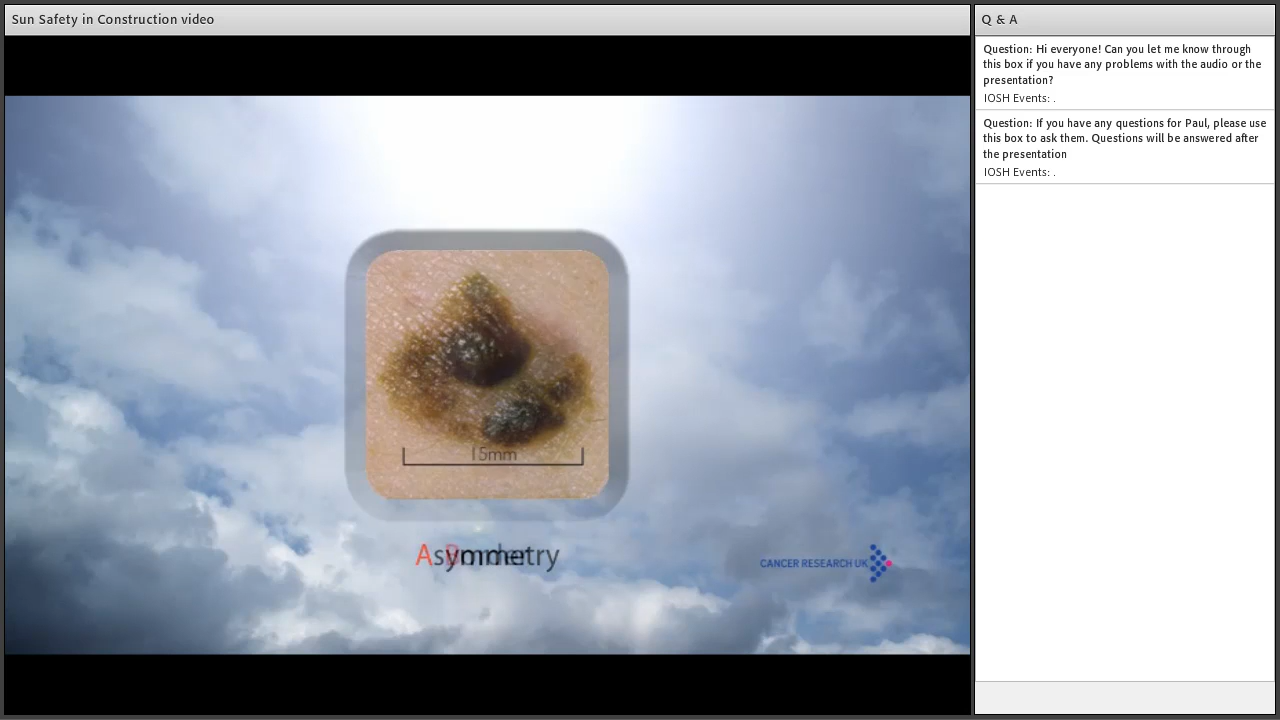 Sun Safety in Construction video
15mm
Asymmetry
CANCER RESEARCH UK
Q & A
Question: Hi everyone! Can you let me know through
this box if you have any problems with the audio or the
presentation?
IOSH Events: .
Question: If you have any questions for Paul, please use
this box to ask them. Questions will be answered after
the presentation
IOSH Events: .